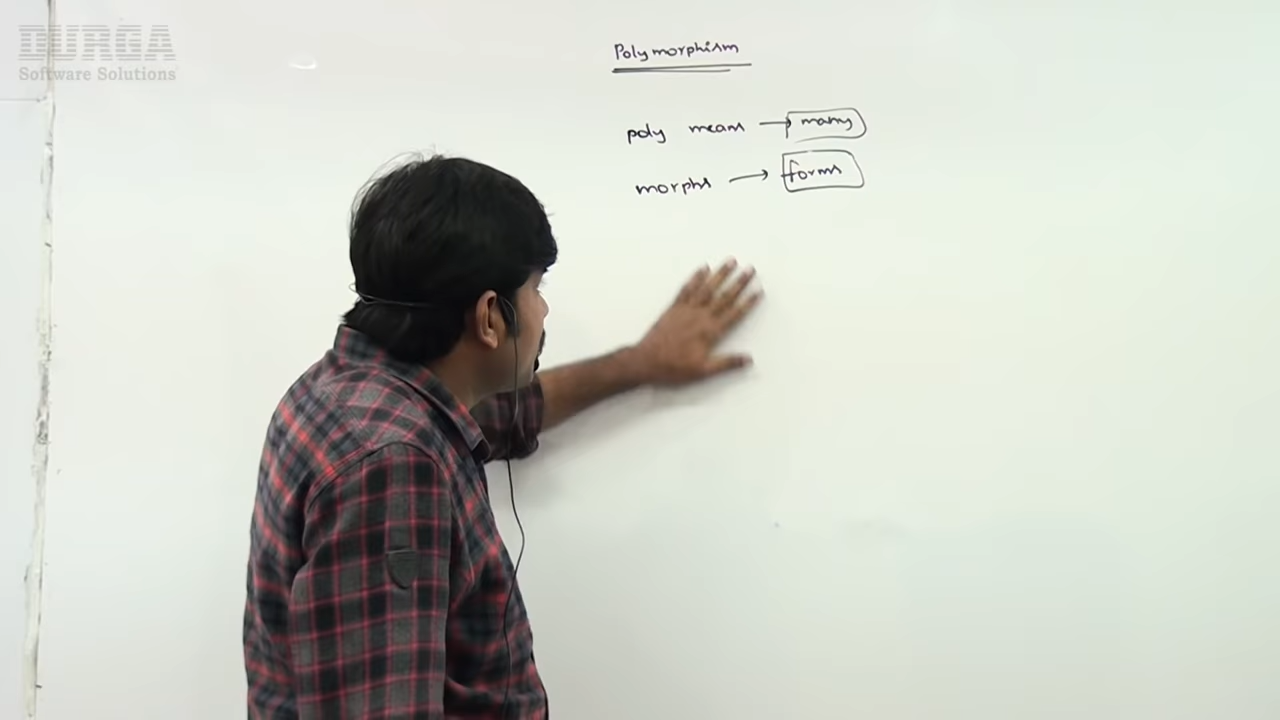 DURGA
Software Solutions
Polymorphism
poly means → many
morphs → forms